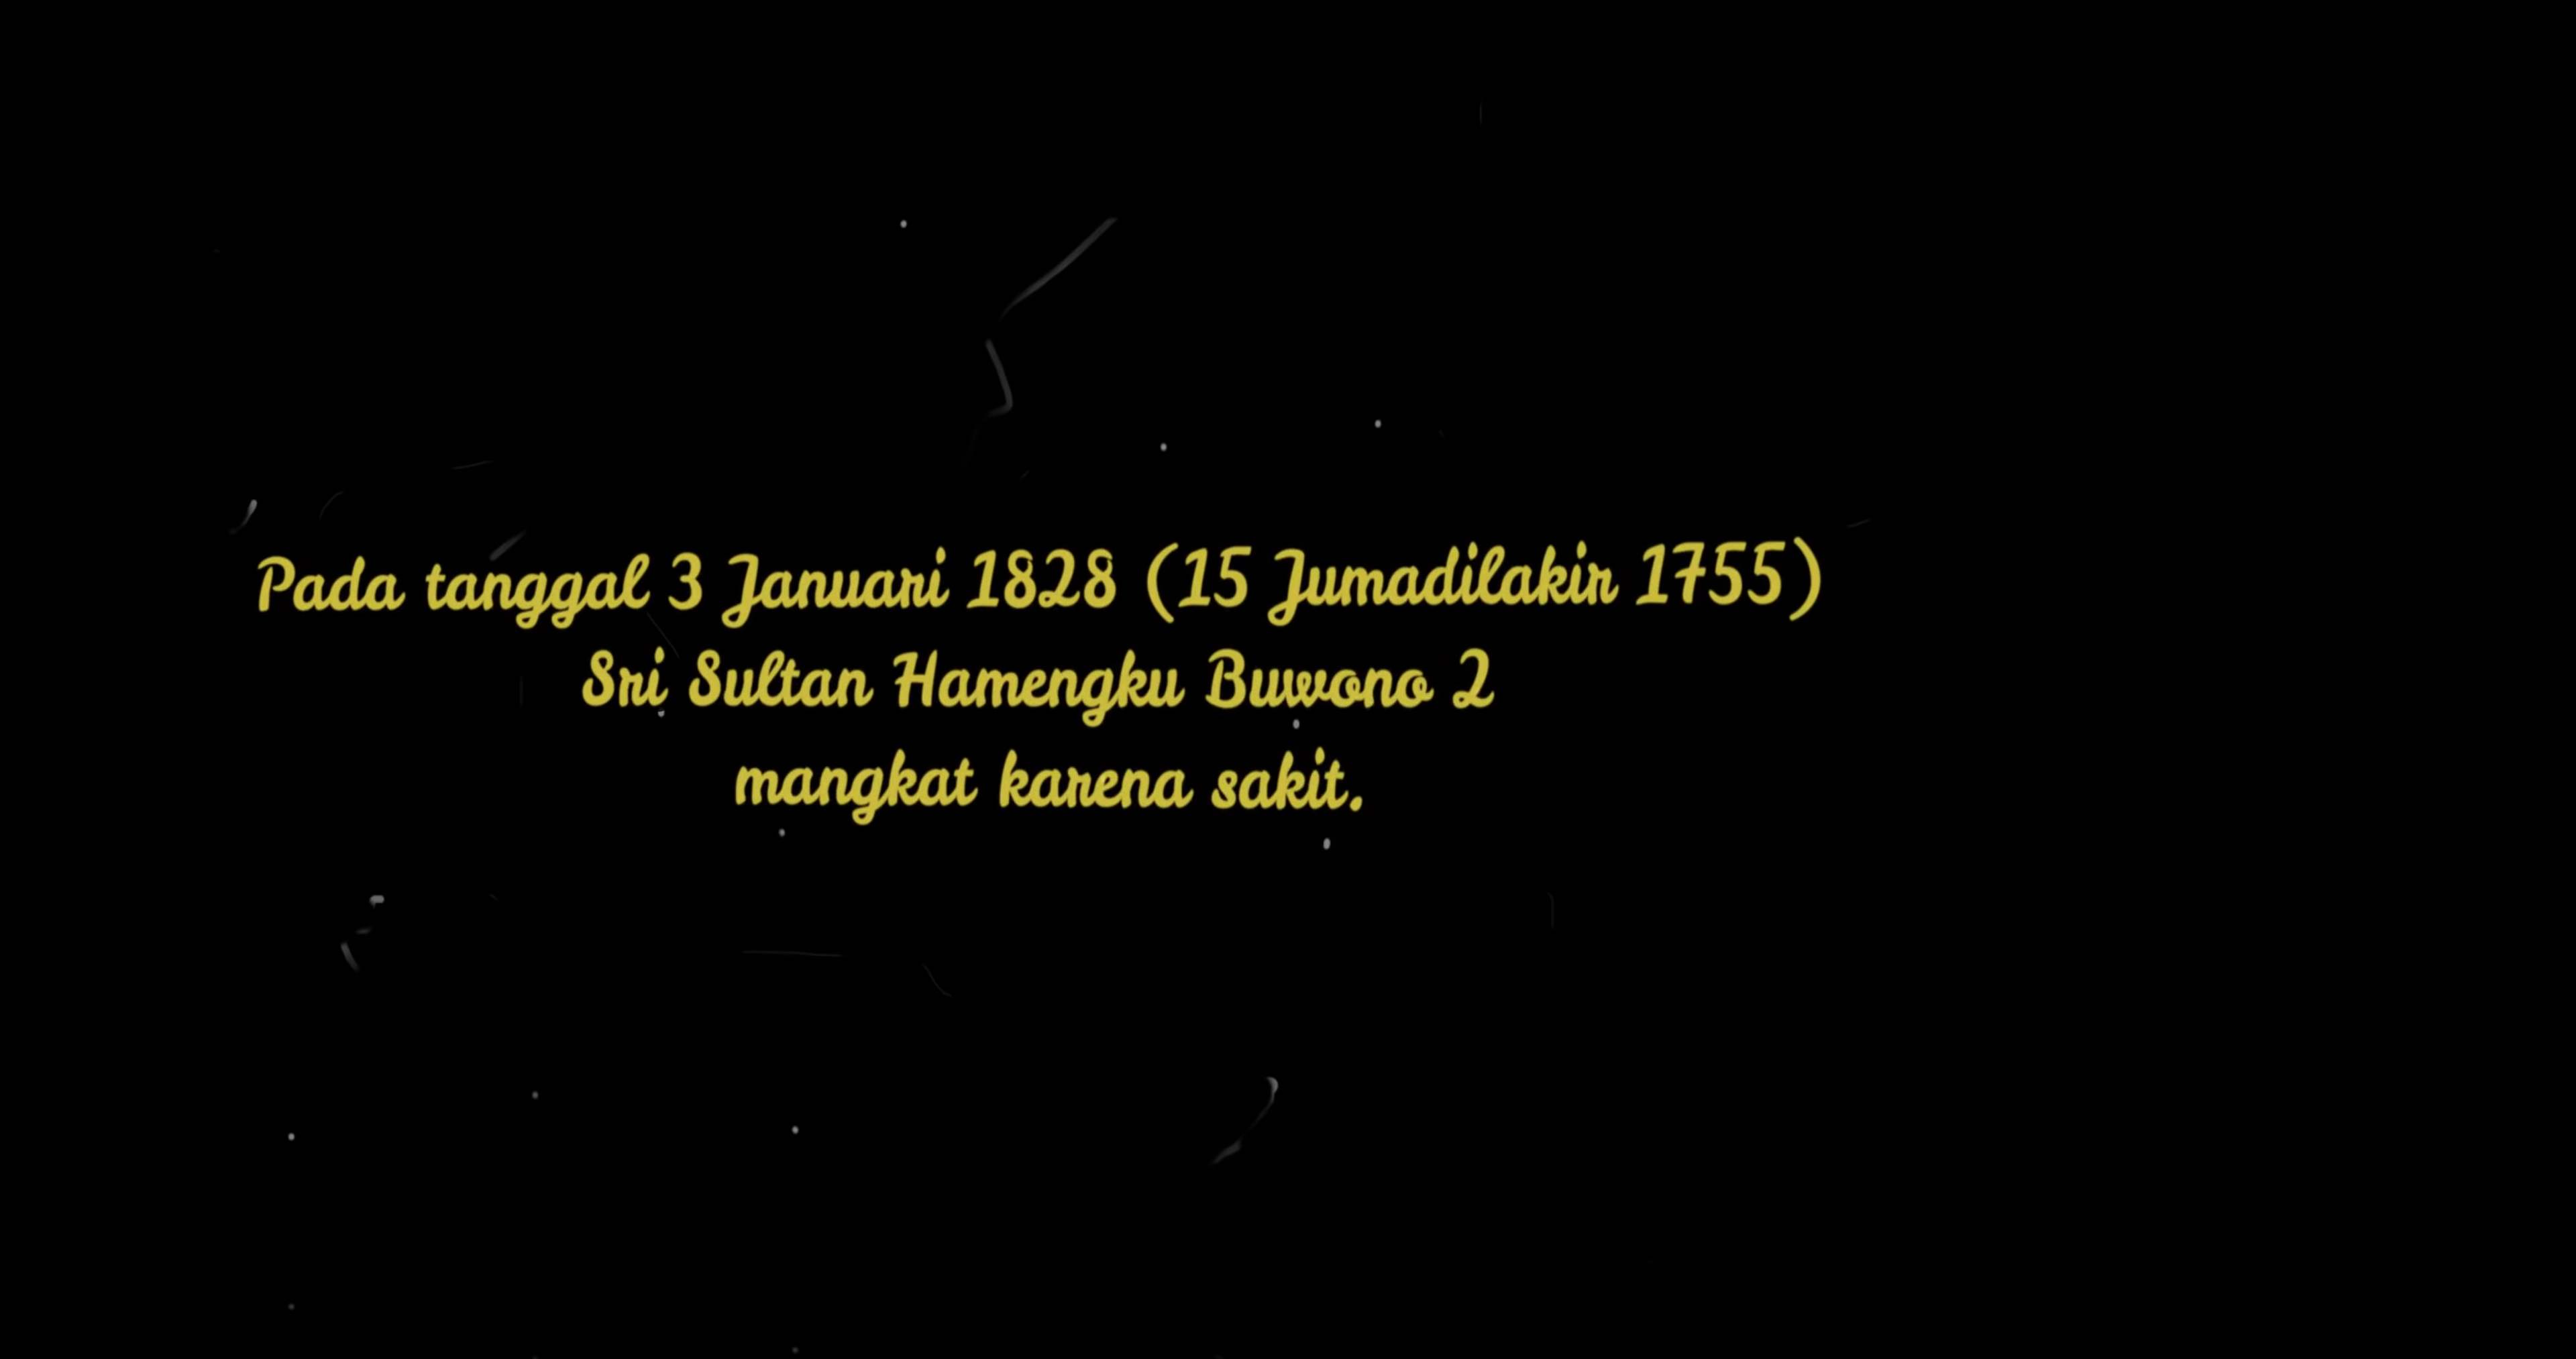 Pada tanggal 3 Januari 1828 (15 Jumadilakir 1755)
Sri Sultan Hamengku Buwono 2
mangkat karena sakit.